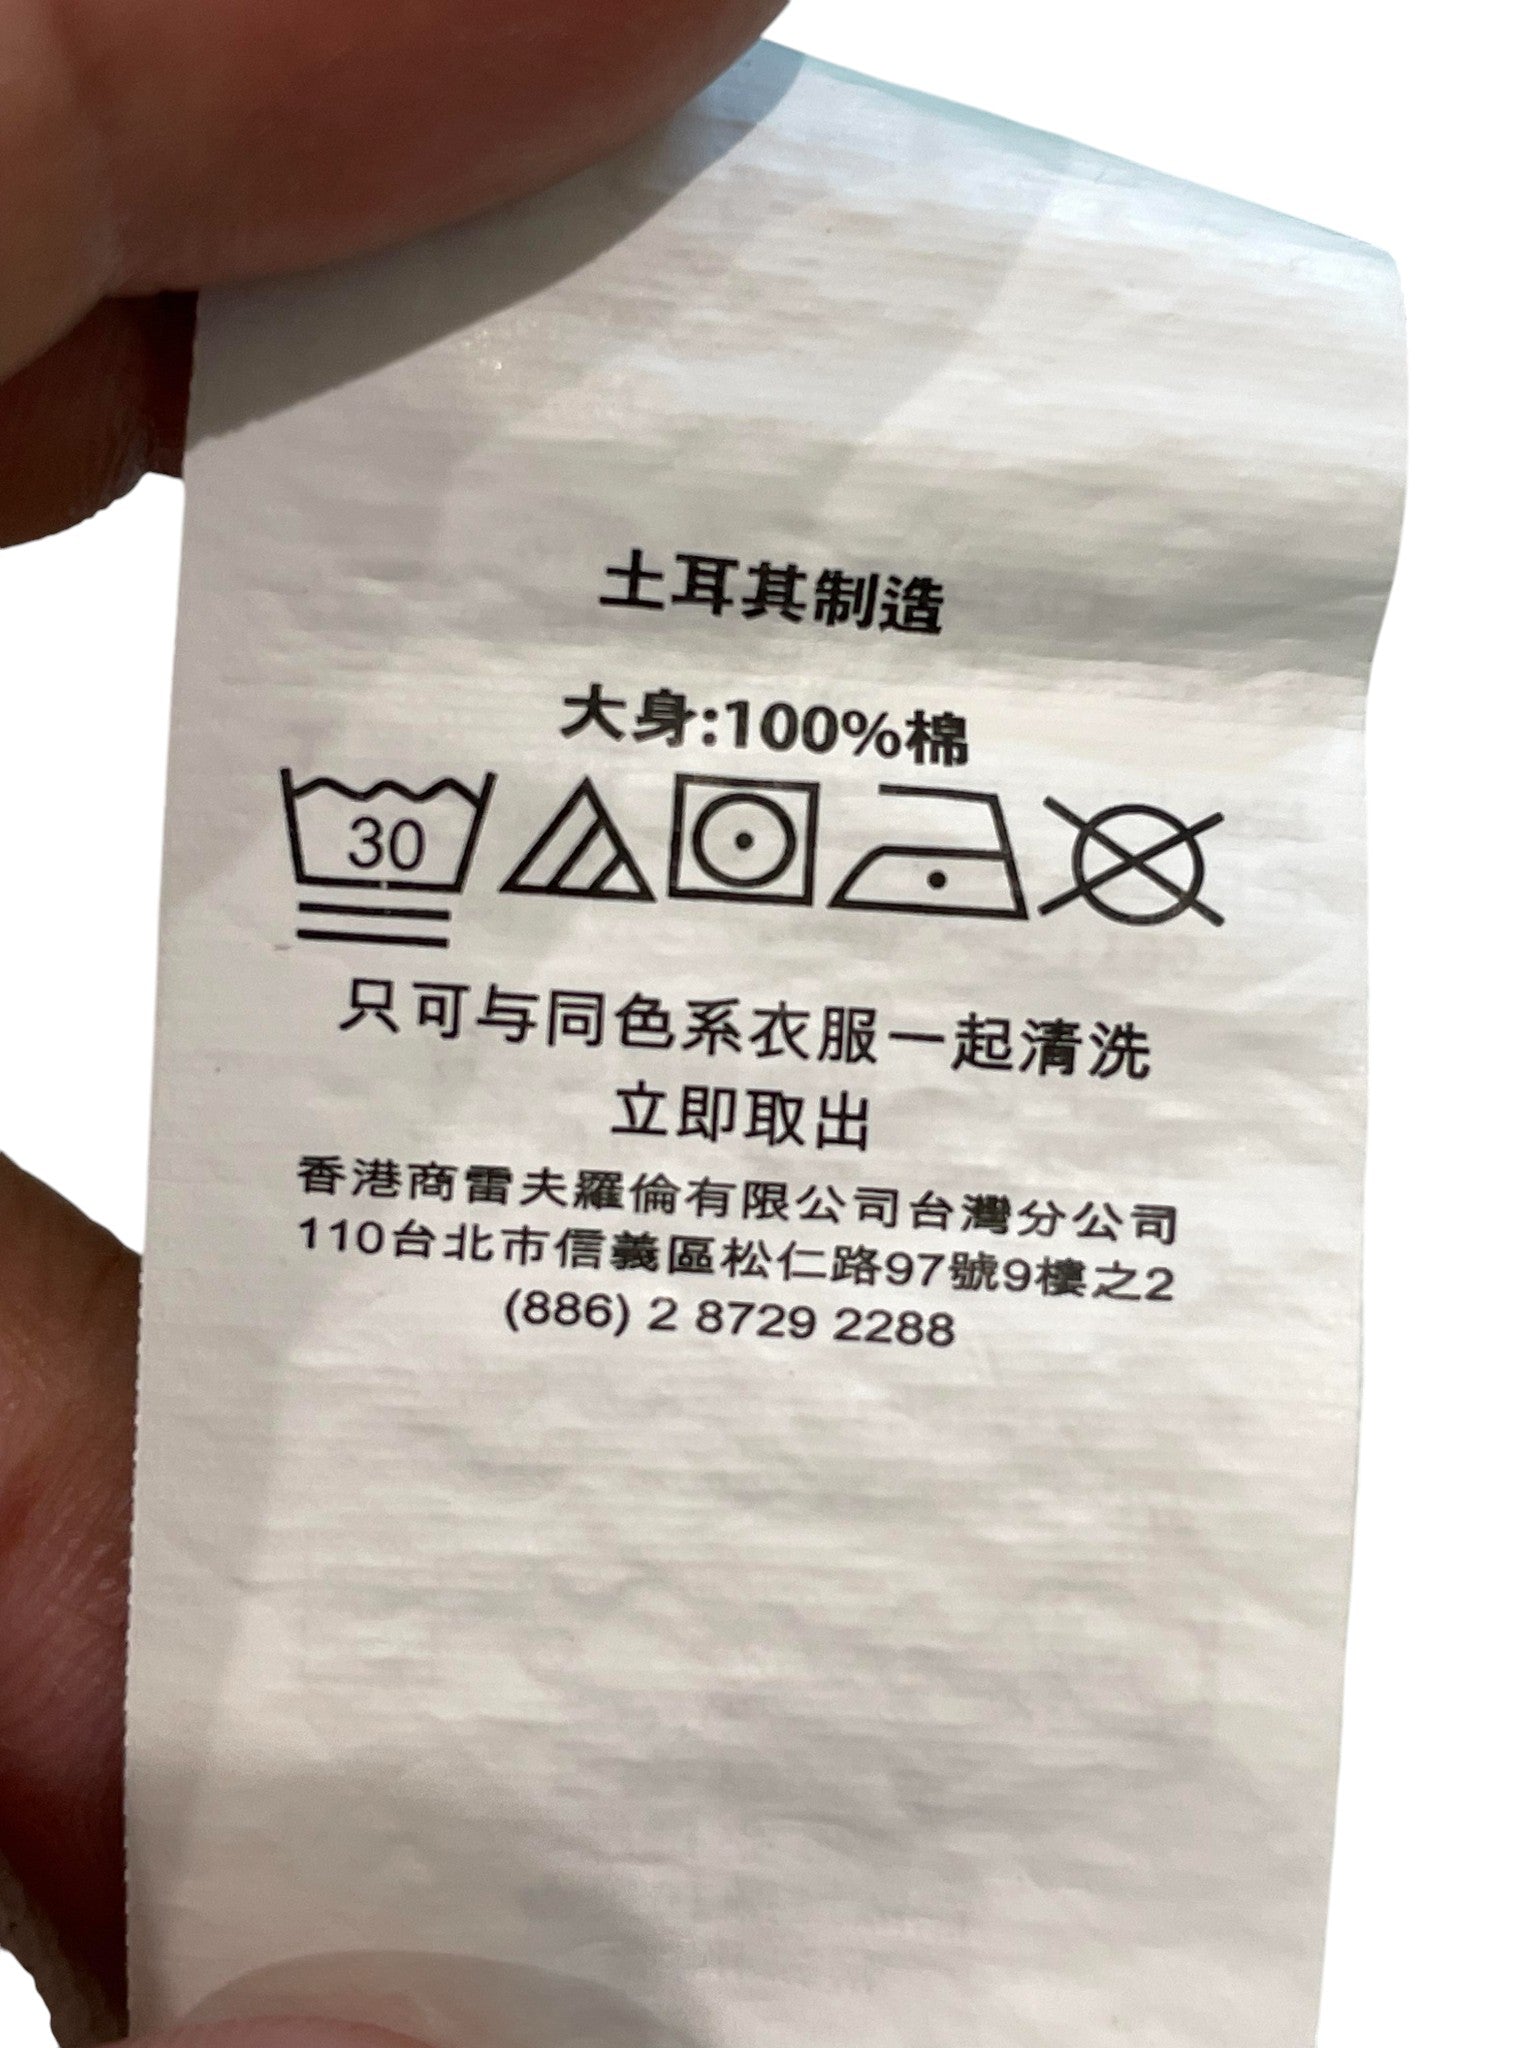 土耳其制造
大身:100%棉
30
只可与同色系衣服一起清洗
立即取出
香港商雷夫羅倫有限公司台灣分公司
110台北市信義區松仁路97號9樓之2
(886) 2 8729 2288